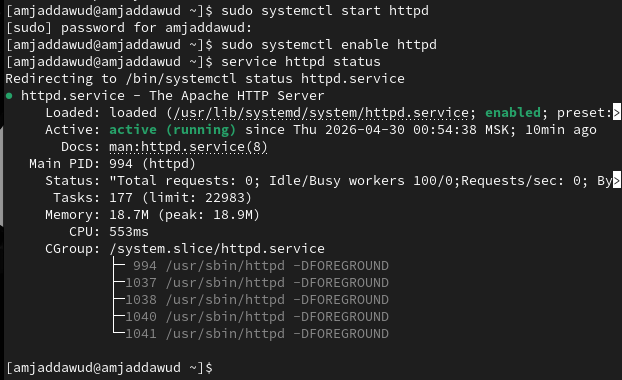 [amjaddawud@amjaddawud ~]$ sudo systemctl start httpd
[sudo] password for amjaddawud:
[amjaddawud@amjaddawud ~]$ sudo systemctl enable httpd
[amjaddawud@amjaddawud ~]$ service httpd status
Redirecting to /bin/systemctl status httpd.service
● httpd.service - The Apache HTTP Server
     Loaded: loaded (/usr/lib/systemd/system/httpd.service; enabled; preset:>
     Active: active (running) since Thu 2026-04-30 00:54:38 MSK; 10min ago
       Docs: man:httpd.service(8)
   Main PID: 994 (httpd)
     Status: "Total requests: 0; Idle/Busy workers 100/0;Requests/sec: 0; By>
      Tasks: 177 (limit: 22983)
     Memory: 18.7M (peak: 18.9M)
        CPU: 553ms
     CGroup: /system.slice/httpd.service
             ├─ 994 /usr/sbin/httpd -DFOREGROUND
             ├─1037 /usr/sbin/httpd -DFOREGROUND
             ├─1038 /usr/sbin/httpd -DFOREGROUND
             ├─1040 /usr/sbin/httpd -DFOREGROUND
             └─1041 /usr/sbin/httpd -DFOREGROUND
[amjaddawud@amjaddawud ~]$